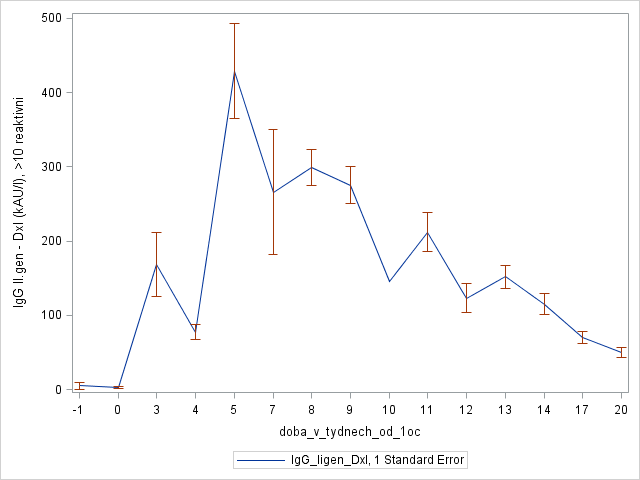 500
400
300
200
100
0
IgG II.gen - DxI (kAU/l), >10 reaktivni
-1 0 3 4 5 7 8 9 10 11 12 13 14 17 20
doba_v_tydnech_od_1oc
IgG_Iigen_DxI, 1 Standard Error